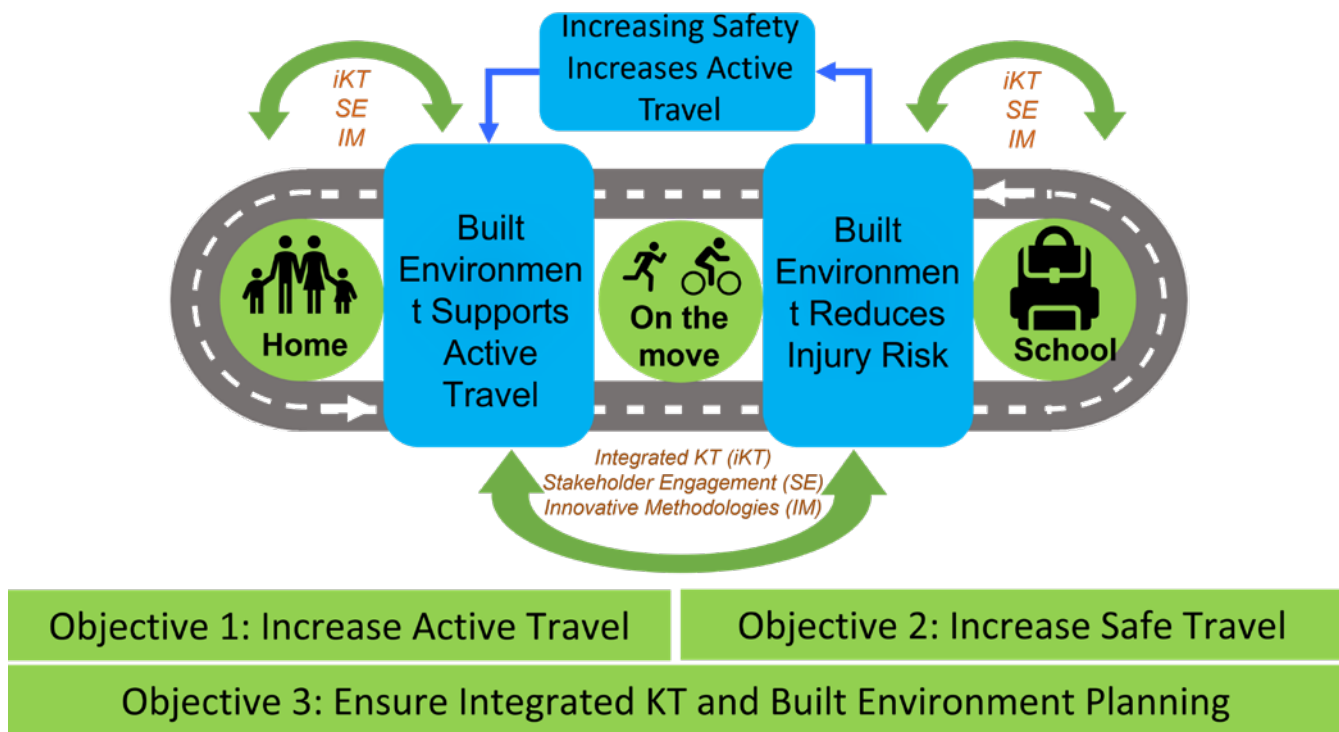 Increasing Safety
Increases Active
Travel
iKT
SE
IM
iKT
SE
IM
Home
Built
Environmen
t Supports
Active
Travel
On the
move
Built
Environmen
t Reduces
Injury Risk
School
Integrated KT (iKT)
Stakeholder Engagement (SE)
Innovative Methodologies (IM)
Objective 1: Increase Active Travel
Objective 2: Increase Safe Travel
Objective 3: Ensure Integrated KT and Built Environment Planning